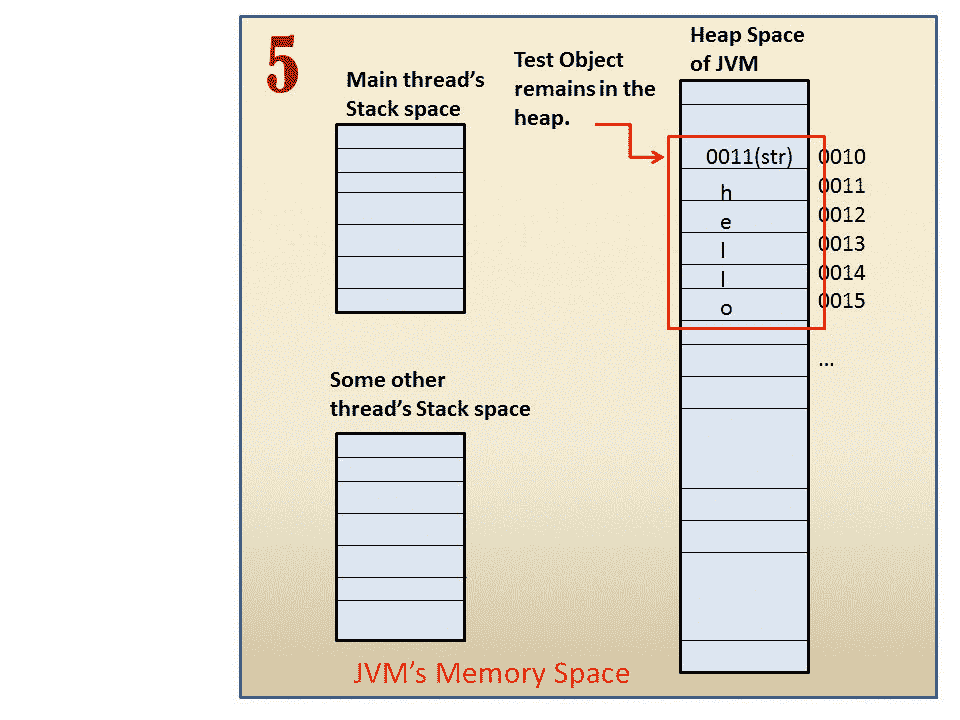 5
Main thread's
Stack space
Test Object
remains in the
heap.
Heap Space
of JVM
0011(str) 0010
h 0011
e 0012
l 0013
l 0014
o 0015
...
Some other
thread's Stack space
JVM's Memory Space